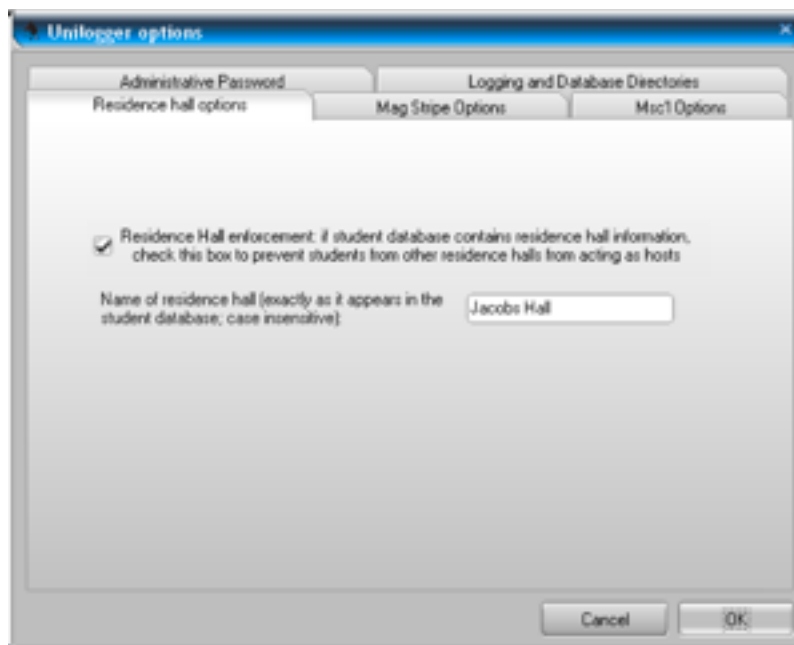 Unilogger options
Administrative Password
Logging and Database Directories
Residence hall options
Mag Stripe Options
Msc1 Options
Residence Hall enforcement: if student database contains residence hall information,
check this box to prevent students from other residence halls from acting as hosts
Name of residence hall (exactly as it appears in the
student database; case insensitive):
Jacobs Hall
Cancel
OK